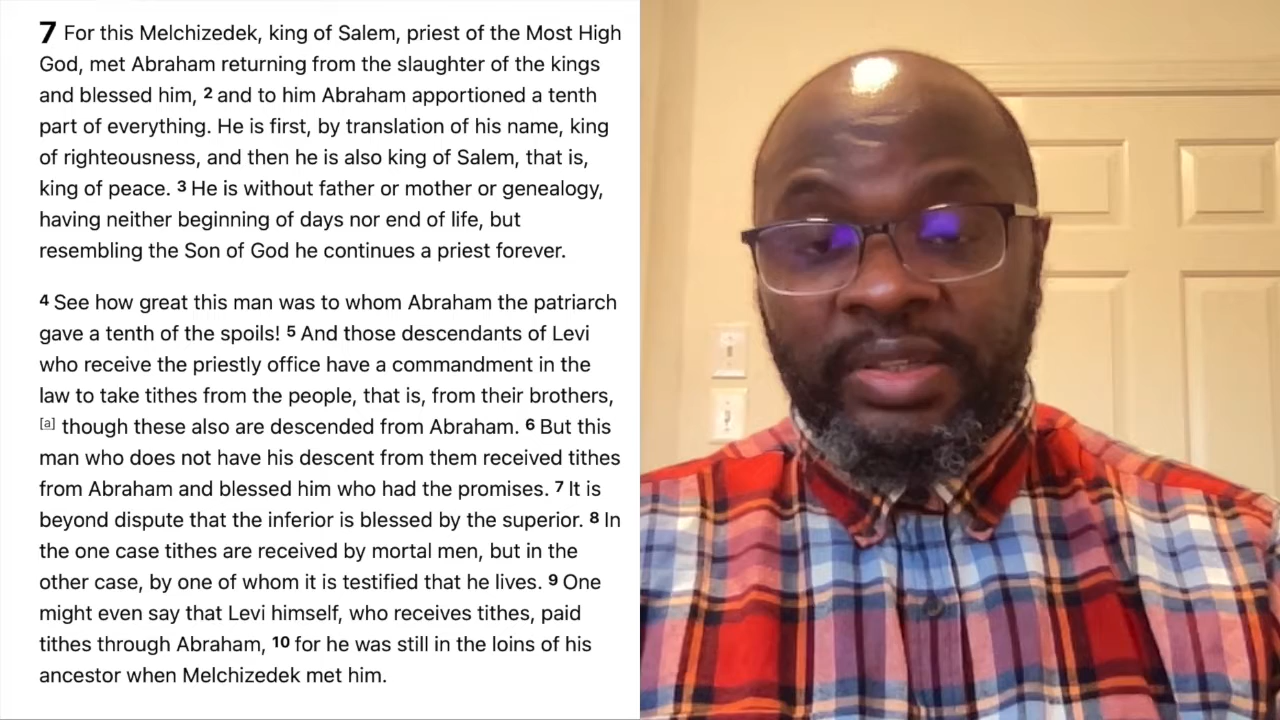 7 For this Melchizedek, king of Salem, priest of the Most High
God, met Abraham returning from the slaughter of the kings
and blessed him, 2 and to him Abraham apportioned a tenth
part of everything. He is first, by translation of his name, king
of righteousness, and then he is also king of Salem, that is,
king of peace. 3 He is without father or mother or genealogy,
having neither beginning of days nor end of life, but
resembling the Son of God he continues a priest forever.
4 See how great this man was to whom Abraham the patriarch
gave a tenth of the spoils! 5 And those descendants of Levi
who receive the priestly office have a commandment in the
law to take tithes from the people, that is, from their brothers,
[a] though these also are descended from Abraham. 6 But this
man who does not have his descent from them received tithes
from Abraham and blessed him who had the promises. 7 It is
beyond dispute that the inferior is blessed by the superior. 8 In
the one case tithes are received by mortal men, but in the
other case, by one of whom it is testified that he lives. 9 One
might even say that Levi himself, who receives tithes, paid
tithes through Abraham, 10 for he was still in the loins of his
ancestor when Melchizedek met him.